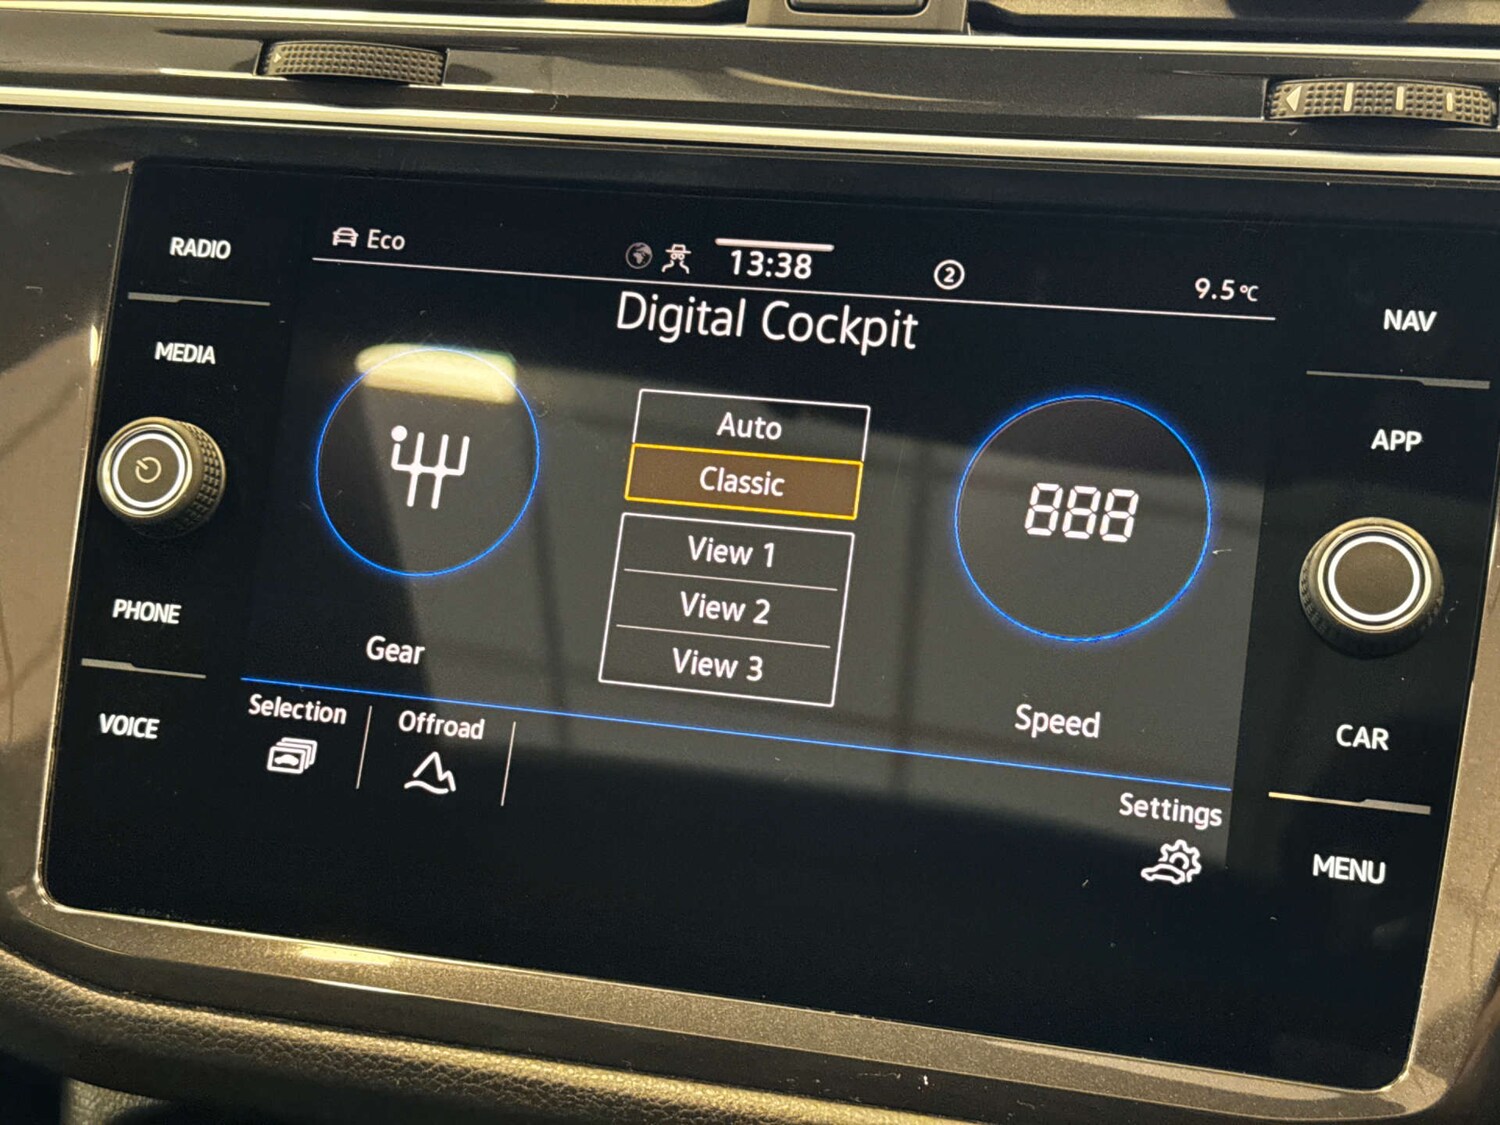 RADIO
MEDIA
PHONE
VOICE
Eco
13:38
2
9.5°C
Digital Cockpit
Auto
Classic
View 1
View 2
View 3
Gear
888
Speed
Selection
Offroad
Settings
NAV
APP
CAR
MENU